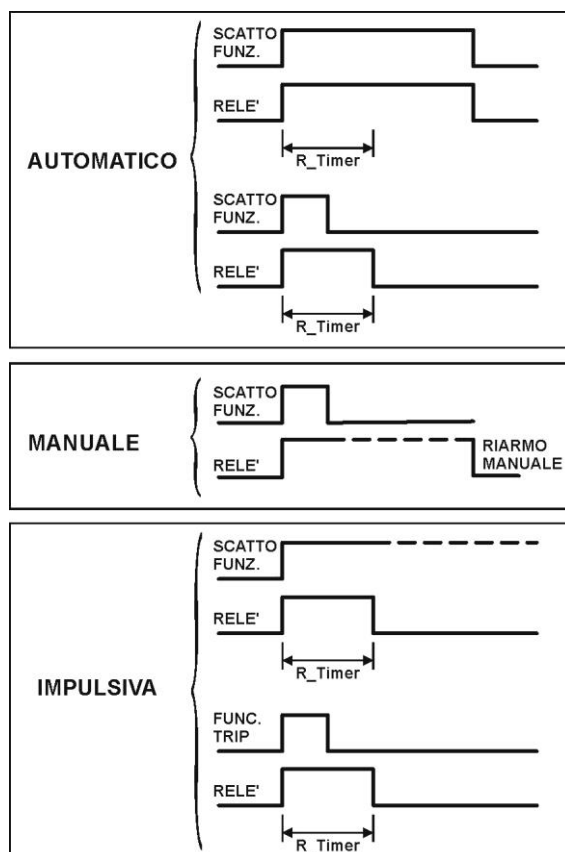 SCATTO
FUNZ.
RELE'
R_Timer
AUTOMATICO
SCATTO
FUNZ.
RELE'
R_Timer
SCATTO
FUNZ.
MANUALE
RELE'
RIARMO
MANUALE
SCATTO
FUNZ.
RELE'
R_Timer
IMPULSIVA
FUNC.
TRIP
RELE'
R_Timer